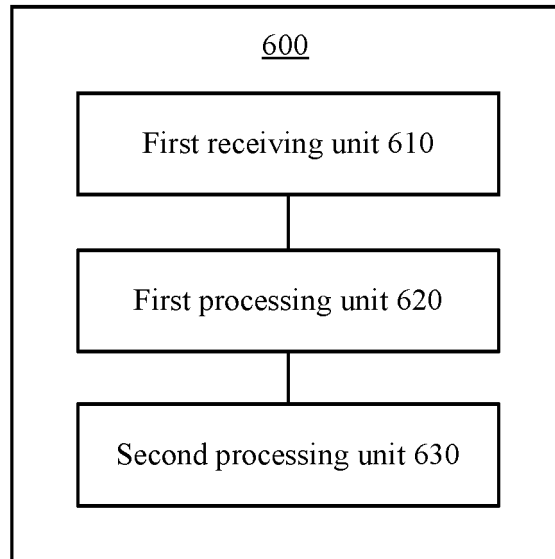 600
First receiving unit 610
First processing unit 620
Second processing unit 630